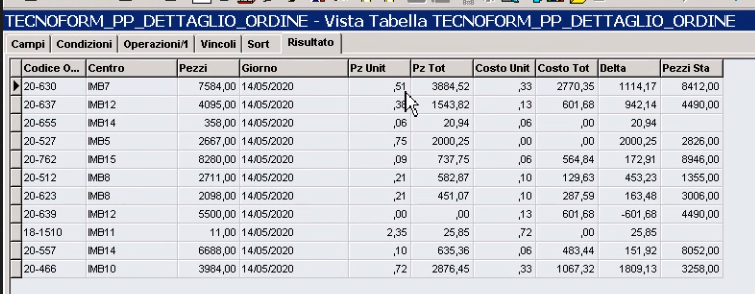 TECNOFORM_PP_DETTAGLIO_ORDINE - Vista Tabella TECNOFORM_PP_DETTAGLIO_ORDINE
Campi Condizioni Operazioni/1 Vincoli Sort Risultato
Codice O... Centro Pezzi Giorno Pz Unit Pz Tot Costo Unit Costo Tot Delta Pezzi Sta
20-630 IMB7 7584,00 14/05/2020 ,51 3884,52 ,33 2770,35 1114,17 8412,00
20-637 IMB12 4095,00 14/05/2020 ,38 1543,82 ,13 601,68 942,14 4490,00
20-655 IMB14 358,00 14/05/2020 ,06 20,94 ,06 ,00 20,94
20-527 IMB5 2667,00 14/05/2020 ,75 2000,25 ,00 ,00 2000,25 2826,00
20-762 IMB15 8280,00 14/05/2020 ,09 737,75 ,06 564,84 172,91 8946,00
20-512 IMB8 2711,00 14/05/2020 ,21 582,87 ,10 129,63 453,23 1355,00
20-623 IMB8 2098,00 14/05/2020 ,21 451,07 ,10 287,59 163,48 3006,00
20-639 IMB12 5500,00 14/05/2020 ,00 ,00 ,13 601,68 -601,68 4490,00
18-1510 IMB11 11,00 14/05/2020 2,35 25,85 ,72 ,00 25,85
20-557 IMB14 6688,00 14/05/2020 ,10 635,36 ,06 483,44 151,92 8052,00
20-466 IMB10 3984,00 14/05/2020 ,72 2876,45 ,33 1067,32 1809,13 3258,00